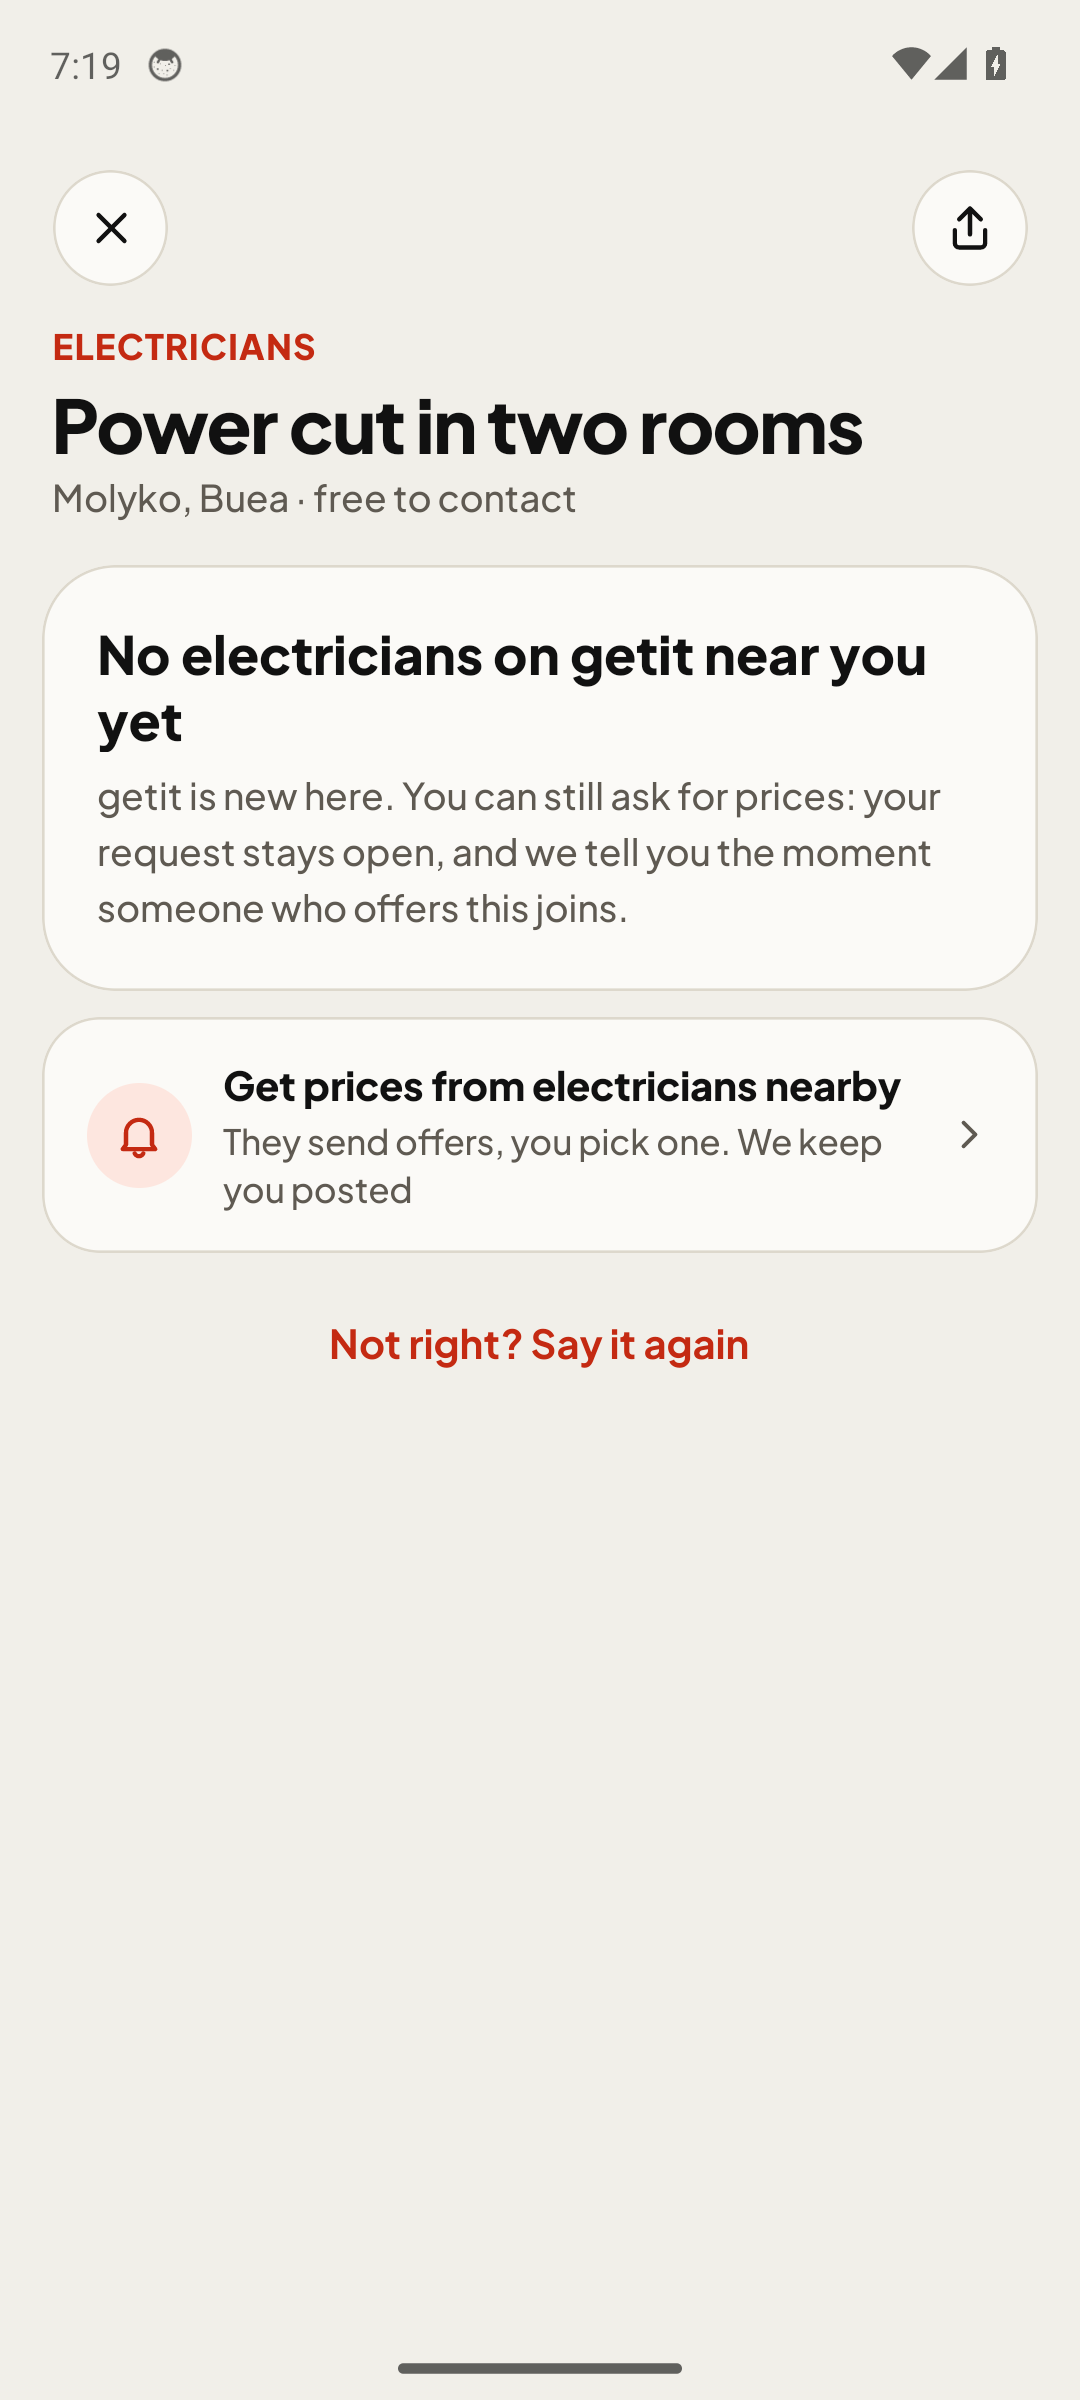 7:19
ELECTRICIANS
Power cut in two rooms
Molyko, Buea · free to contact
No electricians on getit near you
yet
getit is new here. You can still ask for prices: your
request stays open, and we tell you the moment
someone who offers this joins.
Get prices from electricians nearby
They send offers, you pick one. We keep
you posted
Not right? Say it again